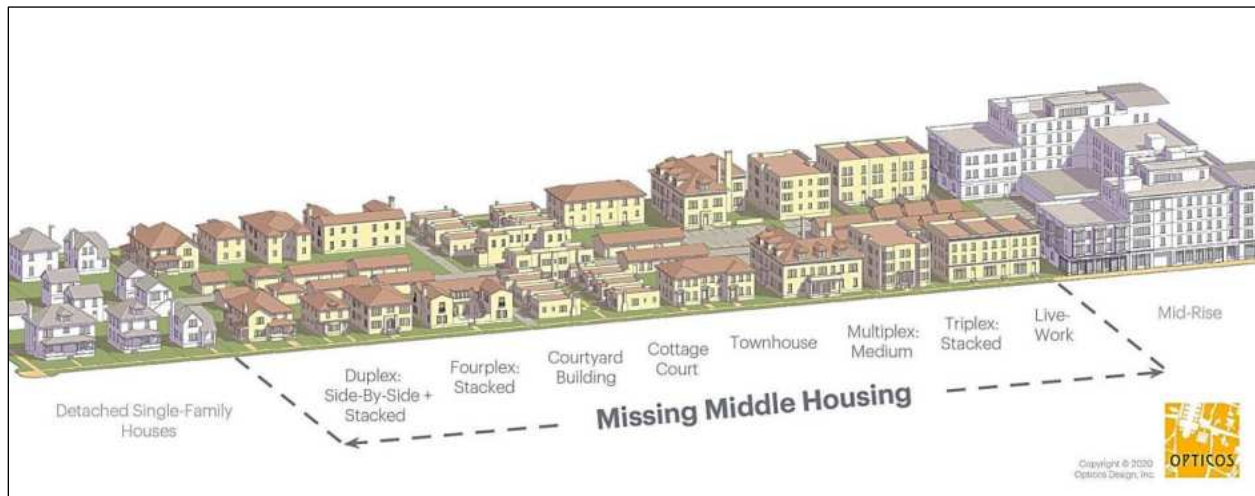 Detached Single-Family
Houses
Duplex:
Side-By-Side +
Stacked
Fourplex:
Stacked
Courtyard
Building
Cottage
Court
Townhouse
Multiplex:
Medium
Triplex:
Stacked
Live-
Work
Mid-Rise
Missing Middle Housing
Copyright © 2020
Opticos Design, Inc.
OPTICOS